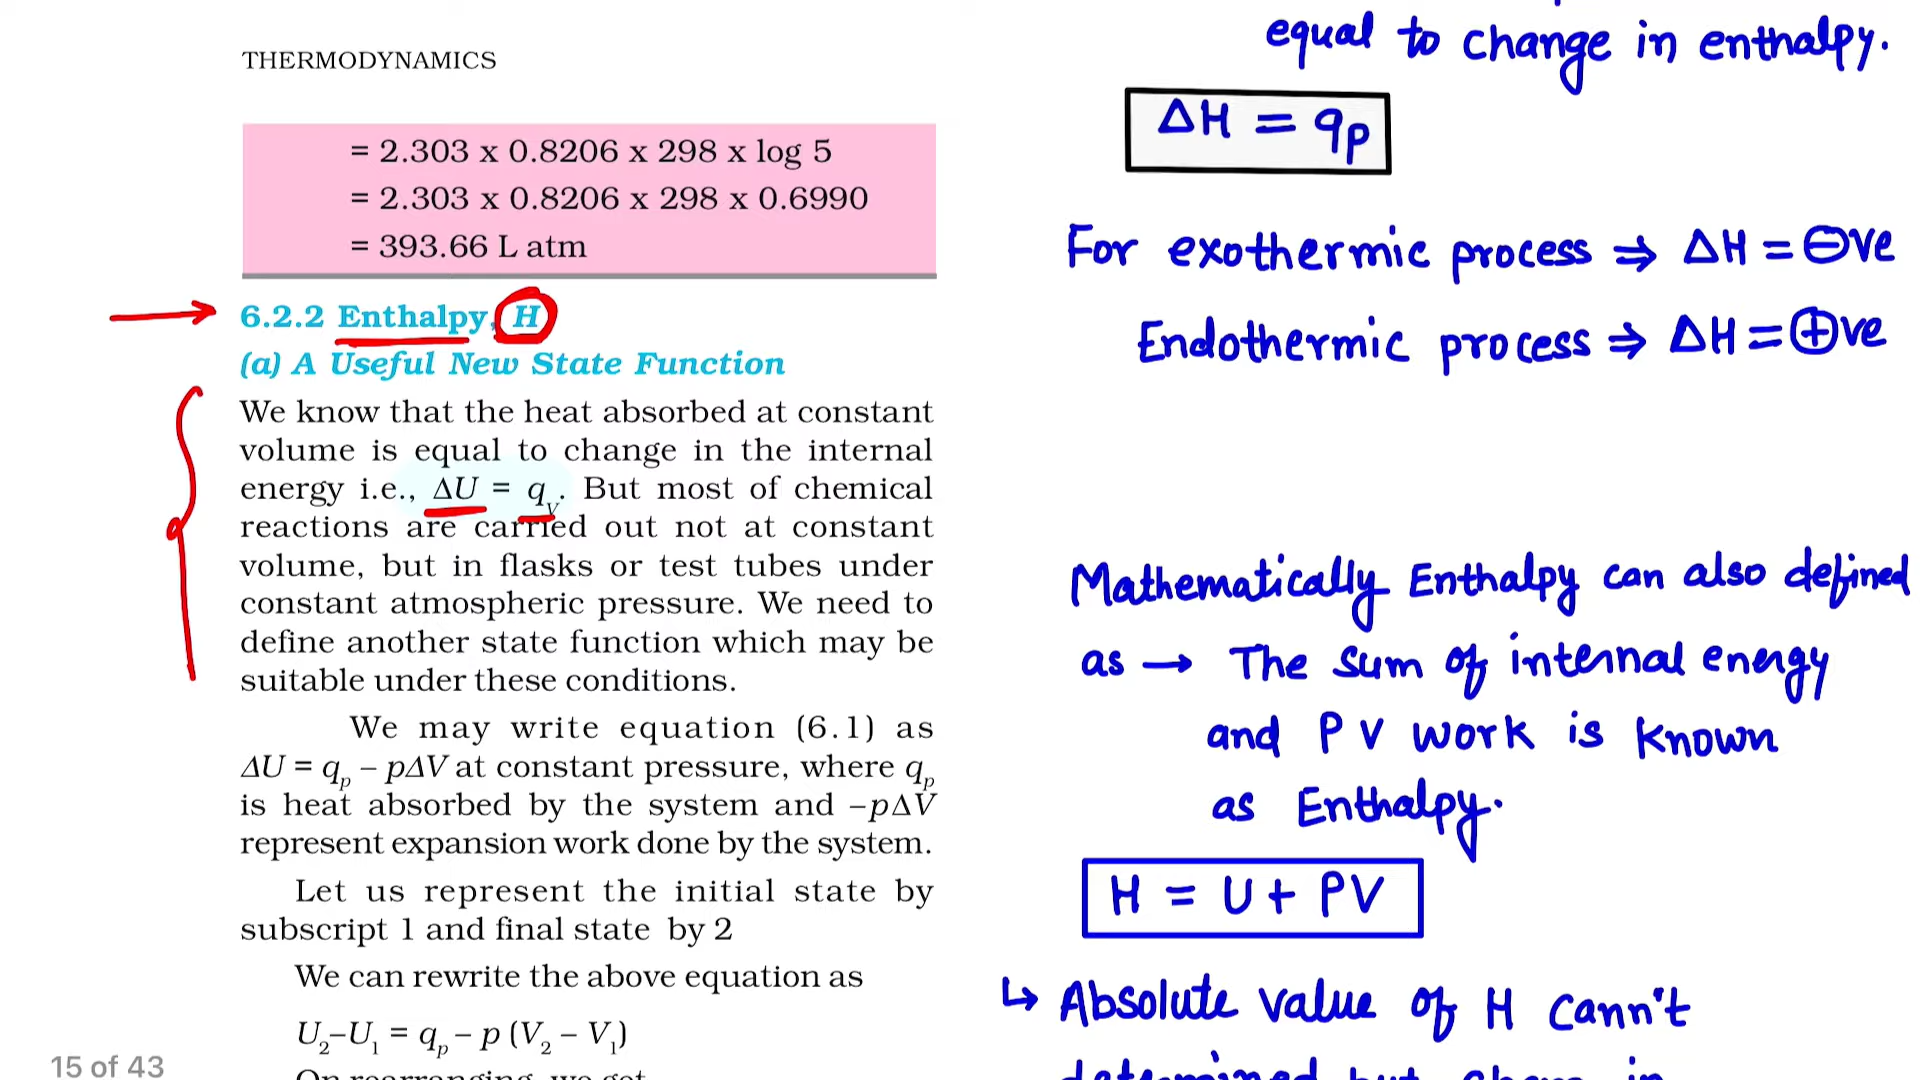 THERMODYNAMICS
= 2.303 x 0.8206 x 298 x log 5
= 2.303 x 0.8206 x 298 x 0.6990
= 393.66 L atm
6.2.2 Enthalpy, H
(a) A Useful New State Function
We know that the heat absorbed at constant
volume is equal to change in the internal
energy i.e., ΔU = qV. But most of chemical
reactions are carried out not at constant
volume, but in flasks or test tubes under
constant atmospheric pressure. We need to
define another state function which may be
suitable under these conditions.
We may write equation (6.1) as
ΔU = qp – pΔV at constant pressure, where qp
is heat absorbed by the system and –pΔV
represent expansion work done by the system.
Let us represent the initial state by
subscript 1 and final state by 2
We can rewrite the above equation as
U2–U1 = qp – p (V2 – V1)
On rearranging, we get
15 of 43
equal to change in enthalpy.
ΔH = qp
For exothermic process ⇒ ΔH = ⊖ve
Endothermic process ⇒ ΔH = ⊕ve
Mathematically Enthalpy can also defined
as → The sum of internal energy
and PV work is known
as Enthalpy.
H = U + PV
↳ Absolute value of H cann't
determined but
in